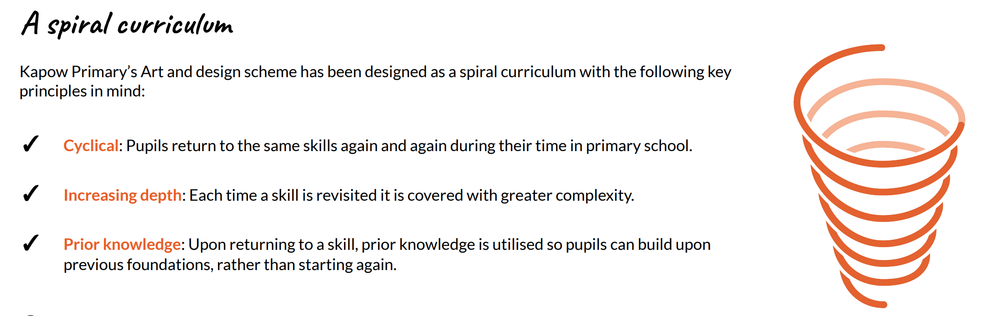 A spiral curriculum
Kapow Primary’s Art and design scheme has been designed as a spiral curriculum with the following key
principles in mind:
✓ Cyclical: Pupils return to the same skills again and again during their time in primary school.
✓ Increasing depth: Each time a skill is revisited it is covered with greater complexity.
✓ Prior knowledge: Upon returning to a skill, prior knowledge is utilised so pupils can build upon
previous foundations, rather than starting again.